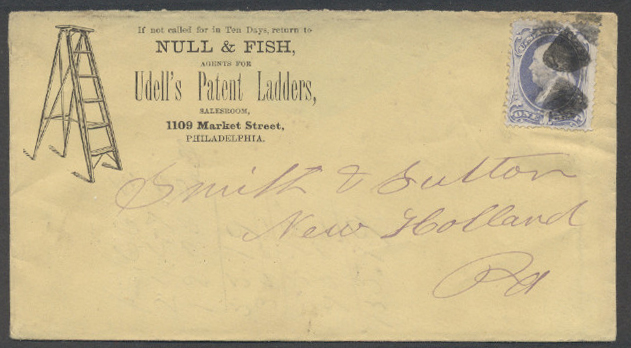 If not called for in Ten Days, return to
NULL & FISH,
AGENTS FOR
Udell's Patent Ladders,
SALESROOM,
1109 Market Street,
PHILADELPHIA.
Smith & Sutton
New Holland
Pa